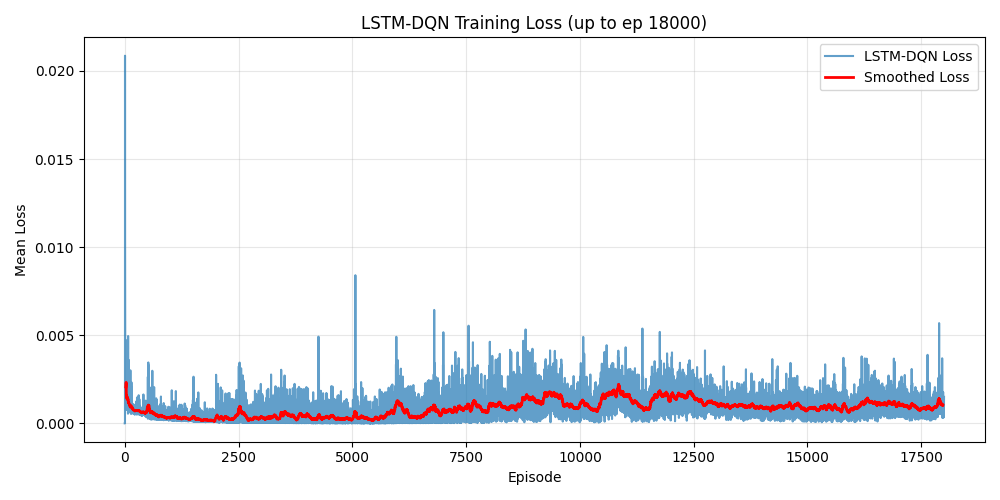 LSTM-DQN Training Loss (up to ep 18000)
LSTM-DQN Loss
Smoothed Loss
Mean Loss
0.020
0.015
0.010
0.005
0.000
0 2500 5000 7500 10000 12500 15000 17500
Episode